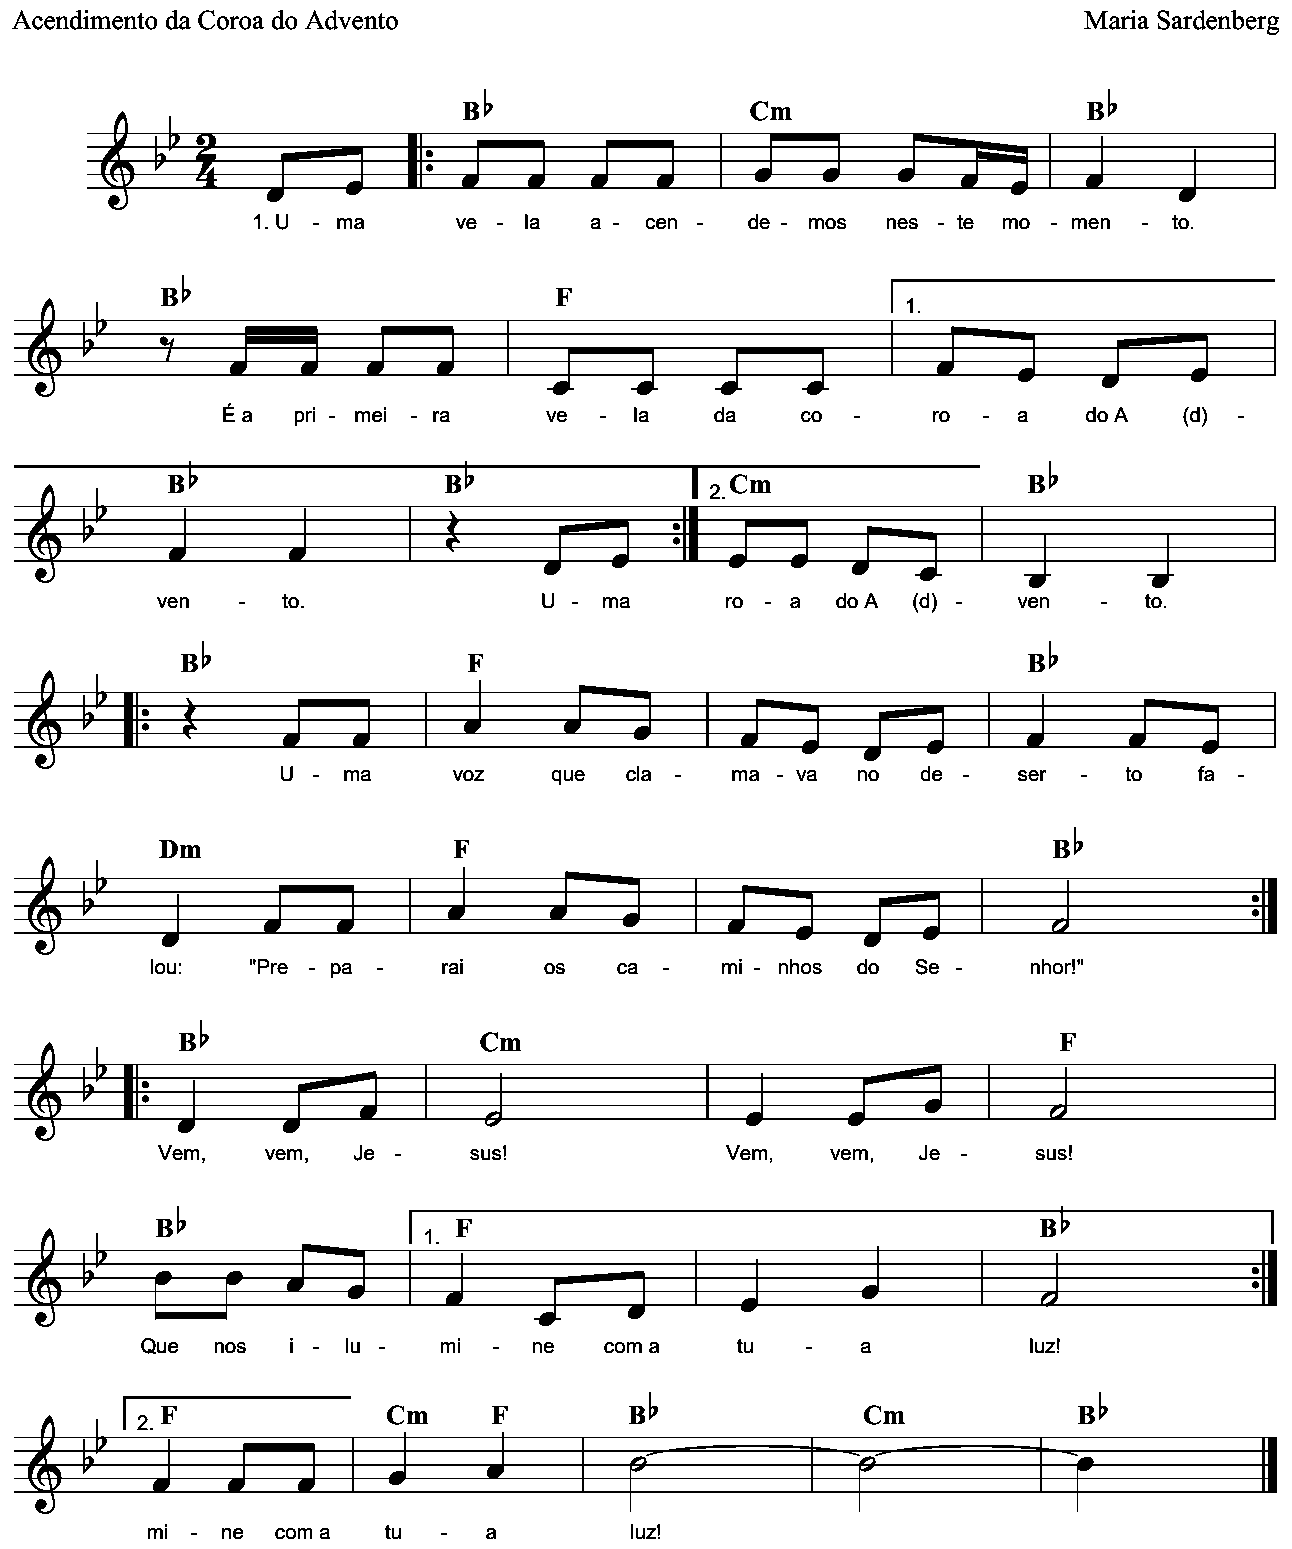 Acendimento da Coroa do Advento Maria Sardenberg
B♭ Cm B♭
2
4
1. U - ma ve - la a - cen - de - mos nes - te mo - men - to.
B♭ F 1.
É a pri - mei - ra ve - la da co - ro - a do A (d) -
B♭ B♭ 2. Cm B♭
ven - to. U - ma ro - a do A (d) - ven - to.
B♭ F B♭
U - ma voz que cla - ma - va no de - ser - to fa -
Dm F B♭
lou: "Pre - pa - rai os ca - mi - nhos do Se - nhor!"
B♭ Cm F
Vem, vem, Je - sus! Vem, vem, Je - sus!
B♭ 1. F B♭
Que nos i - lu - mi - ne com a tu - a luz!
2. F Cm F B♭ Cm B♭
mi - ne com a tu - a luz!